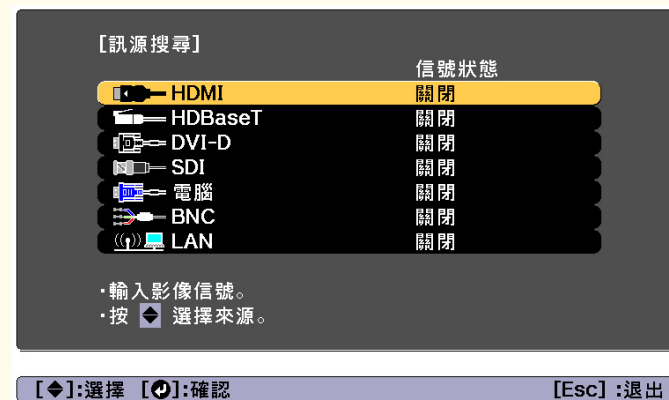 [訊源搜尋]
信號狀態
HDMI 關閉
HDBaseT 關閉
DVI-D 關閉
SDI 關閉
電腦 關閉
BNC 關閉
LAN 關閉
·輸入影像信號。
·按 選擇來源。
[◆]:選擇 [↵]:確認 [Esc] :退出